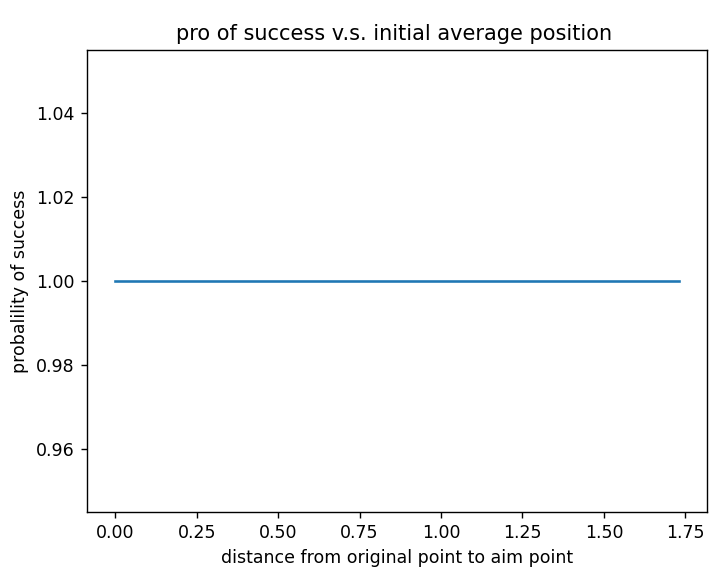 pro of success v.s. initial average position
1.04
1.02
1.00
0.98
0.96
probalility of success
0.00 0.25 0.50 0.75 1.00 1.25 1.50 1.75
distance from original point to aim point